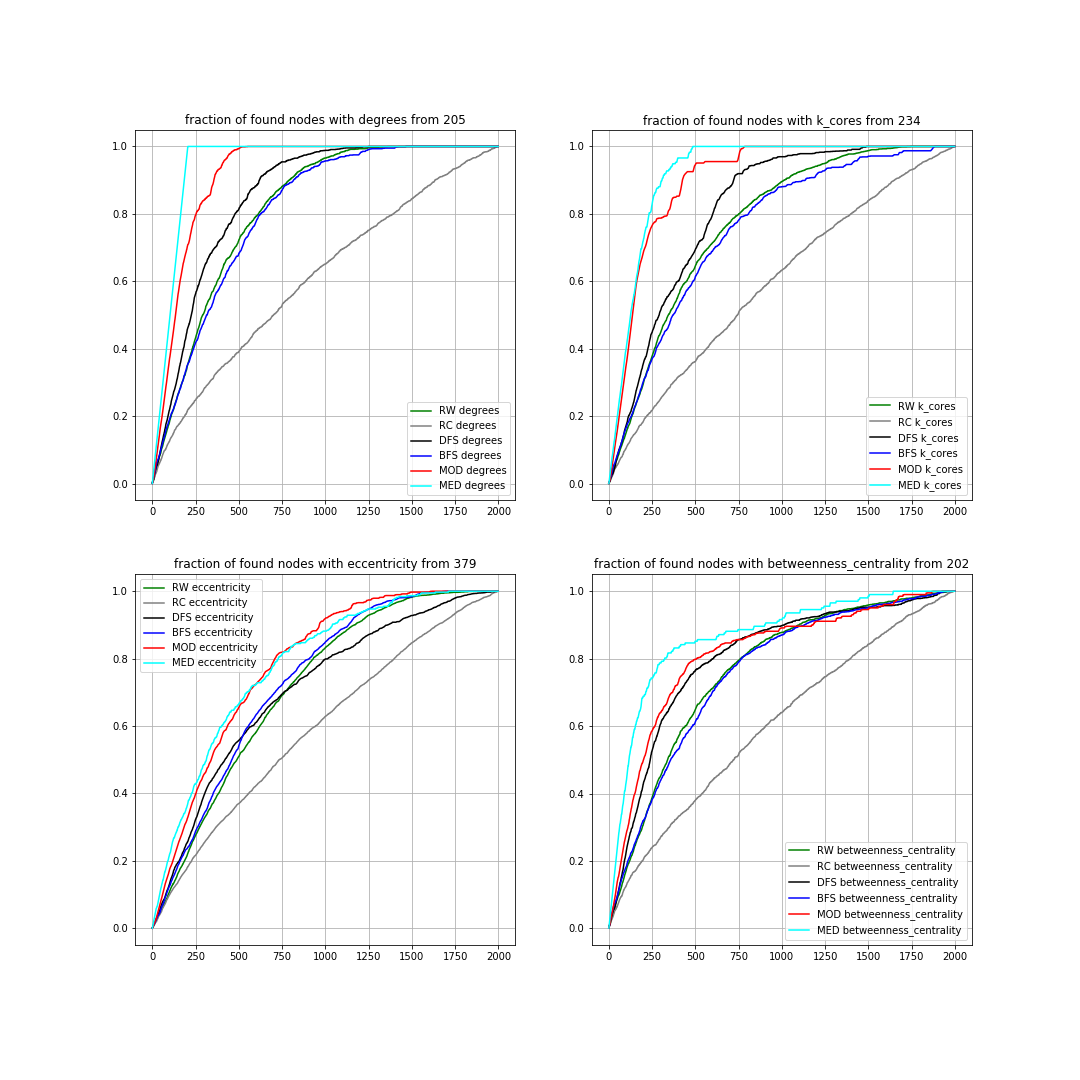 fraction of found nodes with degrees from 205
1.0
0.8
0.6
0.4
0.2
0.0
RW degrees
RC degrees
DFS degrees
BFS degrees
MOD degrees
MED degrees
0 250 500 750 1000 1250 1500 1750 2000
fraction of found nodes with k_cores from 234
1.0
0.8
0.6
0.4
0.2
0.0
RW k_cores
RC k_cores
DFS k_cores
BFS k_cores
MOD k_cores
MED k_cores
0 250 500 750 1000 1250 1500 1750 2000
fraction of found nodes with eccentricity from 379
1.0
0.8
0.6
0.4
0.2
0.0
RW eccentricity
RC eccentricity
DFS eccentricity
BFS eccentricity
MOD eccentricity
MED eccentricity
0 250 500 750 1000 1250 1500 1750 2000
fraction of found nodes with betweenness_centrality from 202
1.0
0.8
0.6
0.4
0.2
0.0
RW betweenness_centrality
RC betweenness_centrality
DFS betweenness_centrality
BFS betweenness_centrality
MOD betweenness_centrality
MED betweenness_centrality
0 250 500 750 1000 1250 1500 1750 2000